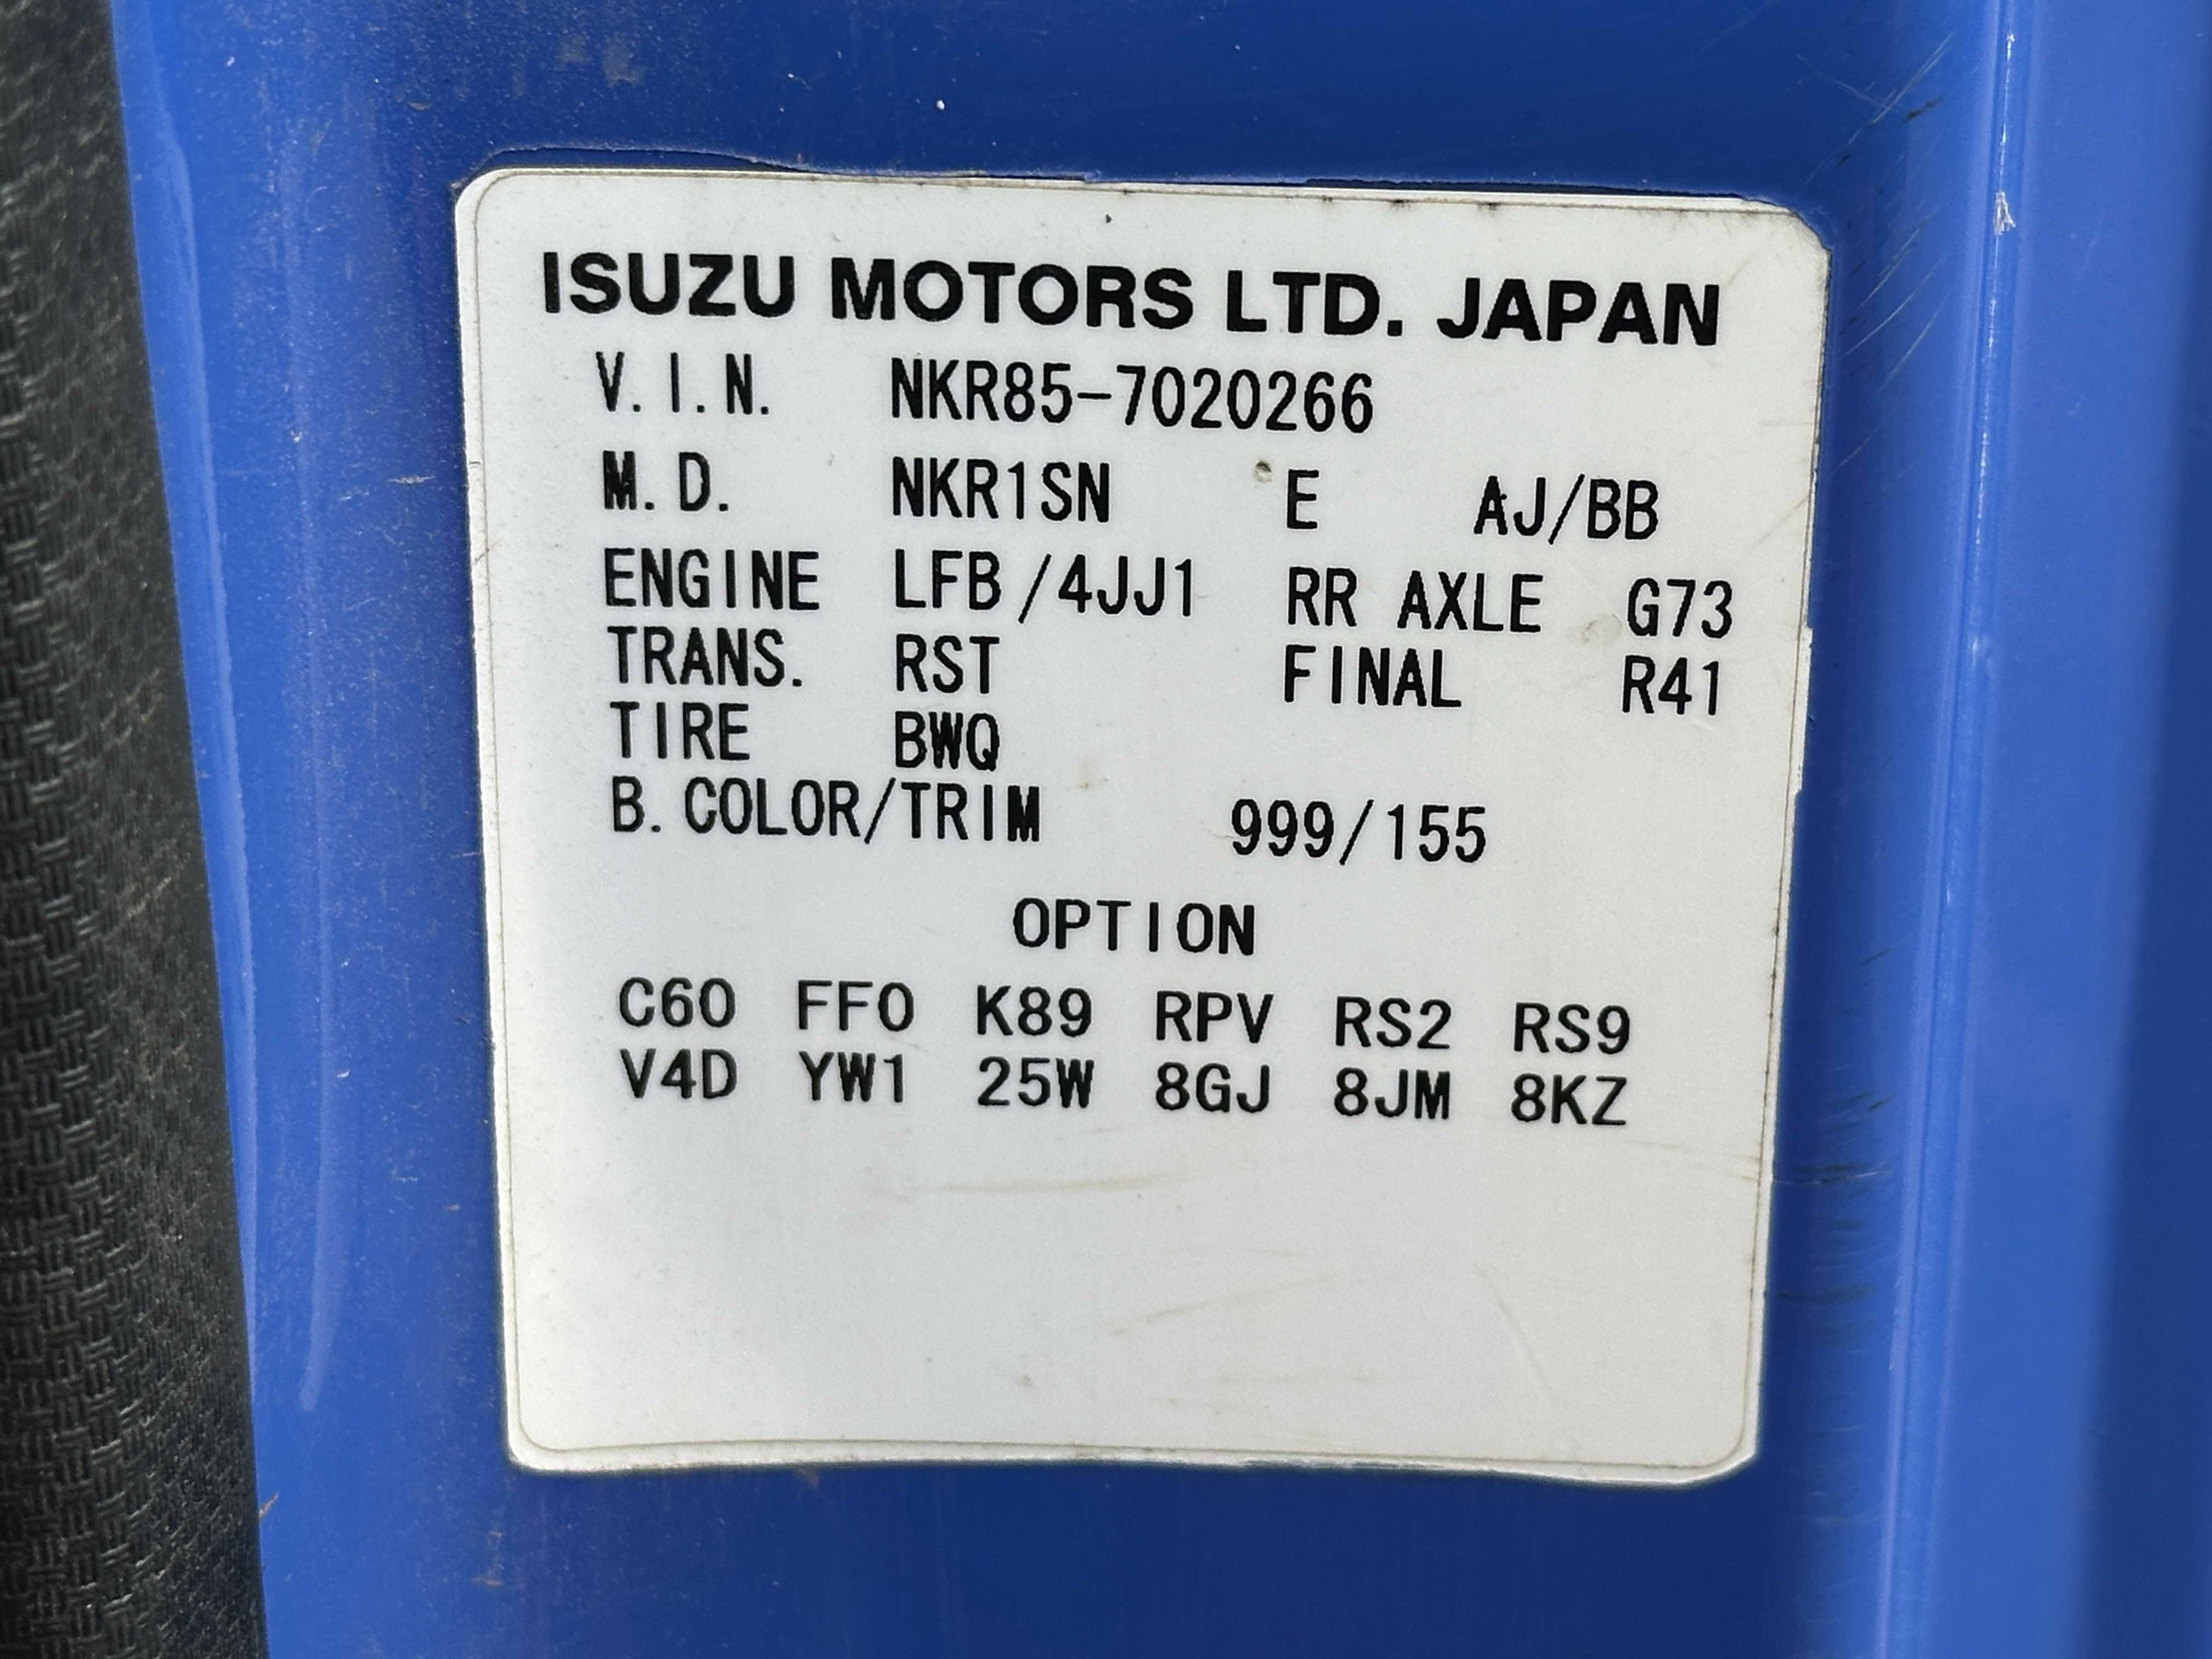 ISUZU MOTORS LTD. JAPAN
V.I.N. NKR85-7020266
M.D. NKR1SN E AJ/BB
ENGINE LFB/4JJ1 RR AXLE G73
TRANS. RST FINAL R41
TIRE BWQ
B.COLOR/TRIM 999/155
OPTION
C60 FF0 K89 RPV RS2 RS9
V4D YW1 25W 8GJ 8JM 8KZ